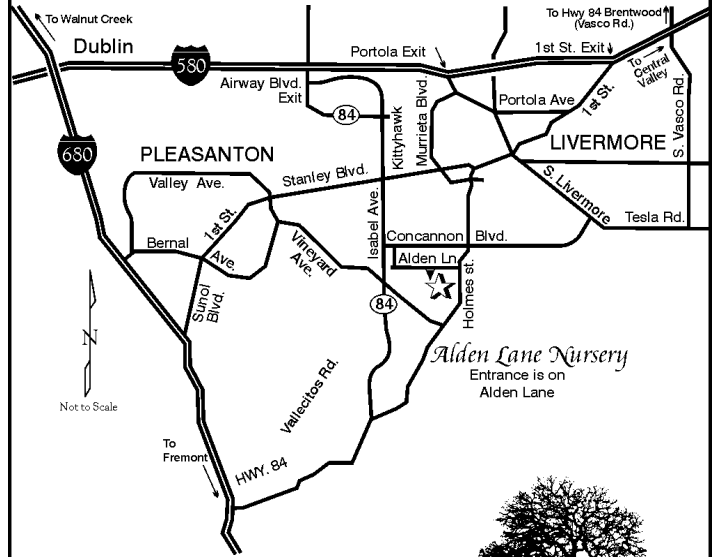 To Walnut Creek
To Hwy 84 Brentwood
(Vasco Rd.)
Dublin
580
Portola Exit
1st St. Exit
To
Central
Valley
Airway Blvd.
Exit
84
Kittyhawk
Murrieta Blvd.
Portola Ave.
1st St.
S. Vasco Rd.
680
PLEASANTON
LIVERMORE
Valley Ave.
Stanley Blvd.
1st St.
S. Livermore
Tesla Rd.
Bernal
Ave.
Vineyard
Ave.
Isabel Ave.
Concannon Blvd.
Alden Ln.
Holmes st.
Sunol
Blvd.
84
N
Not to Scale
Alden Lane Nursery
Entrance is on
Alden Lane
Vallecitos Rd.
To
Fremont
HWY. 84